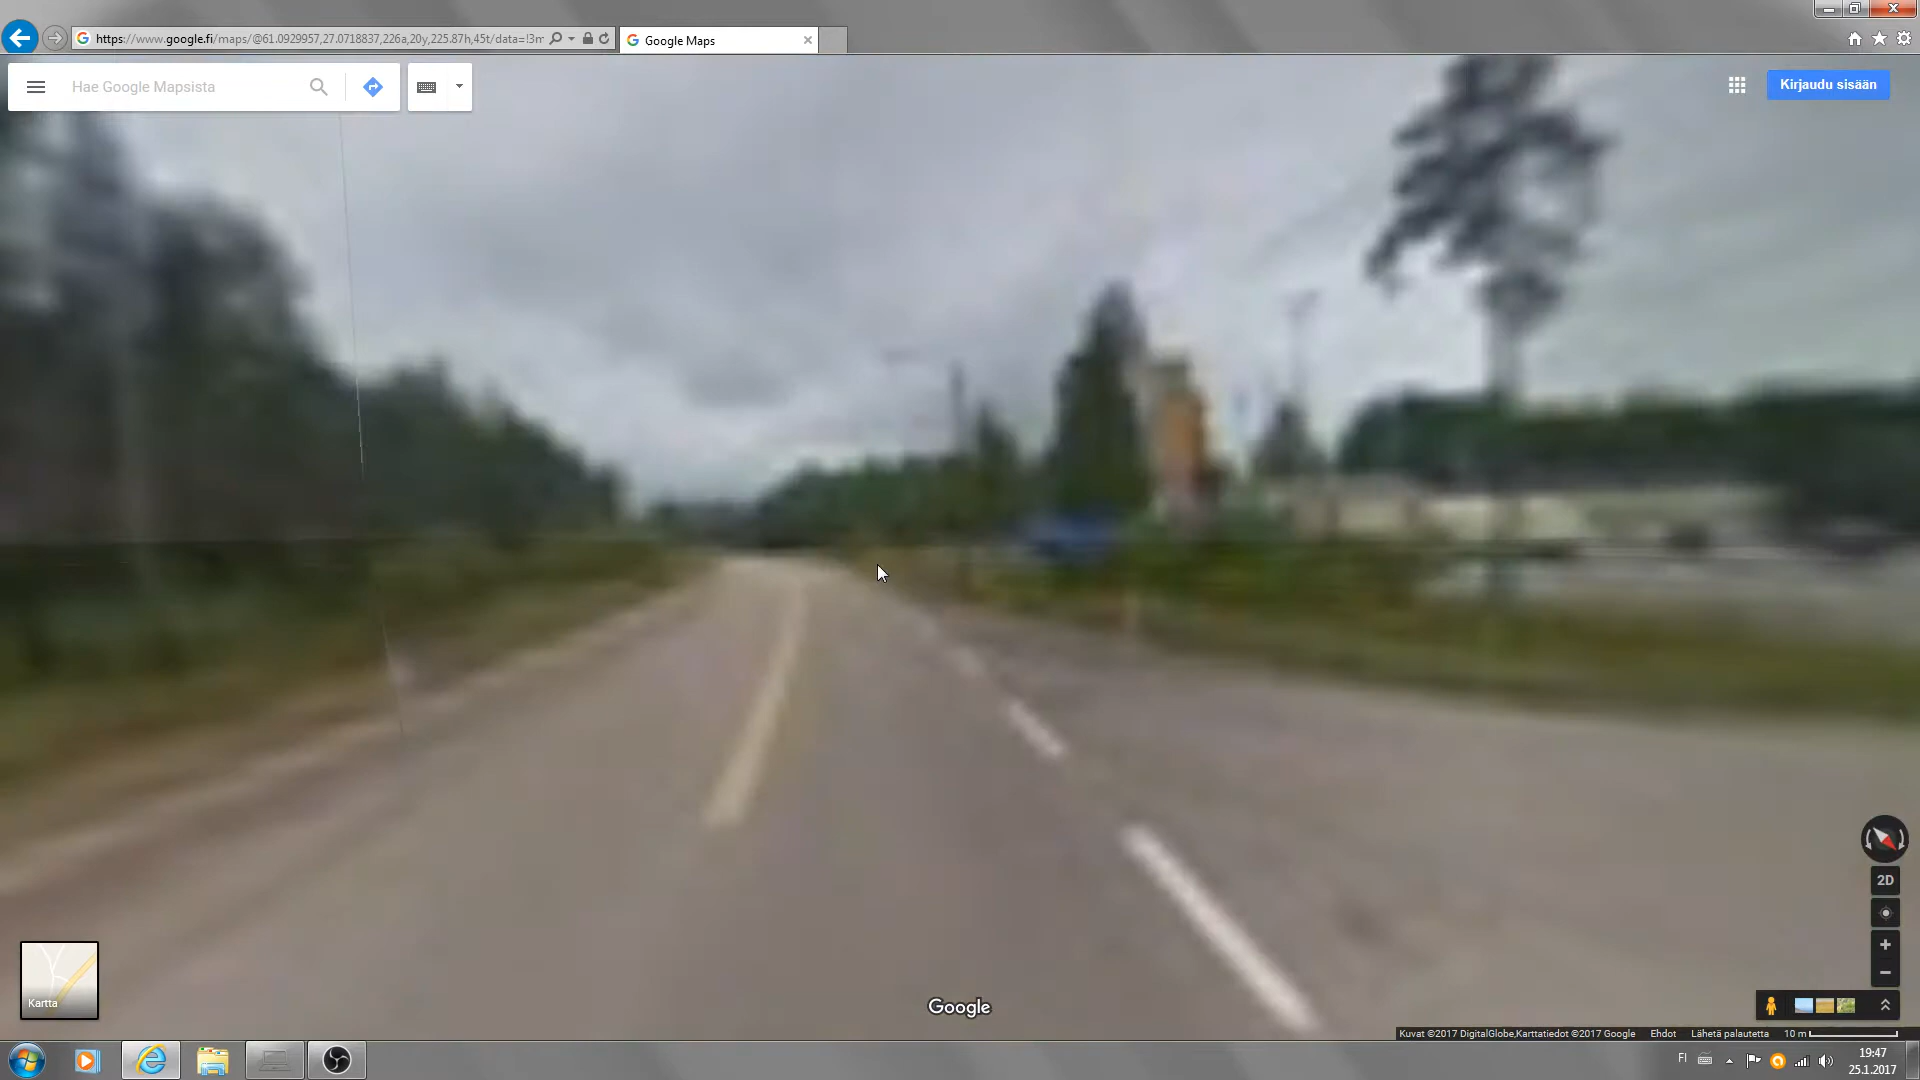 https://www.google.fi/maps/@61.0929957,27.0718837,226a,20y,225.87h,45t/data=!3m
Google Maps
Hae Google Mapsista
Kirjaudu sisään
2D
Kartta
Google
Kuvat ©2017 DigitalGlobe,Karttatiedot ©2017 Google Ehdot Lähetä palautetta 10 m
FI
19:47
25.1.2017